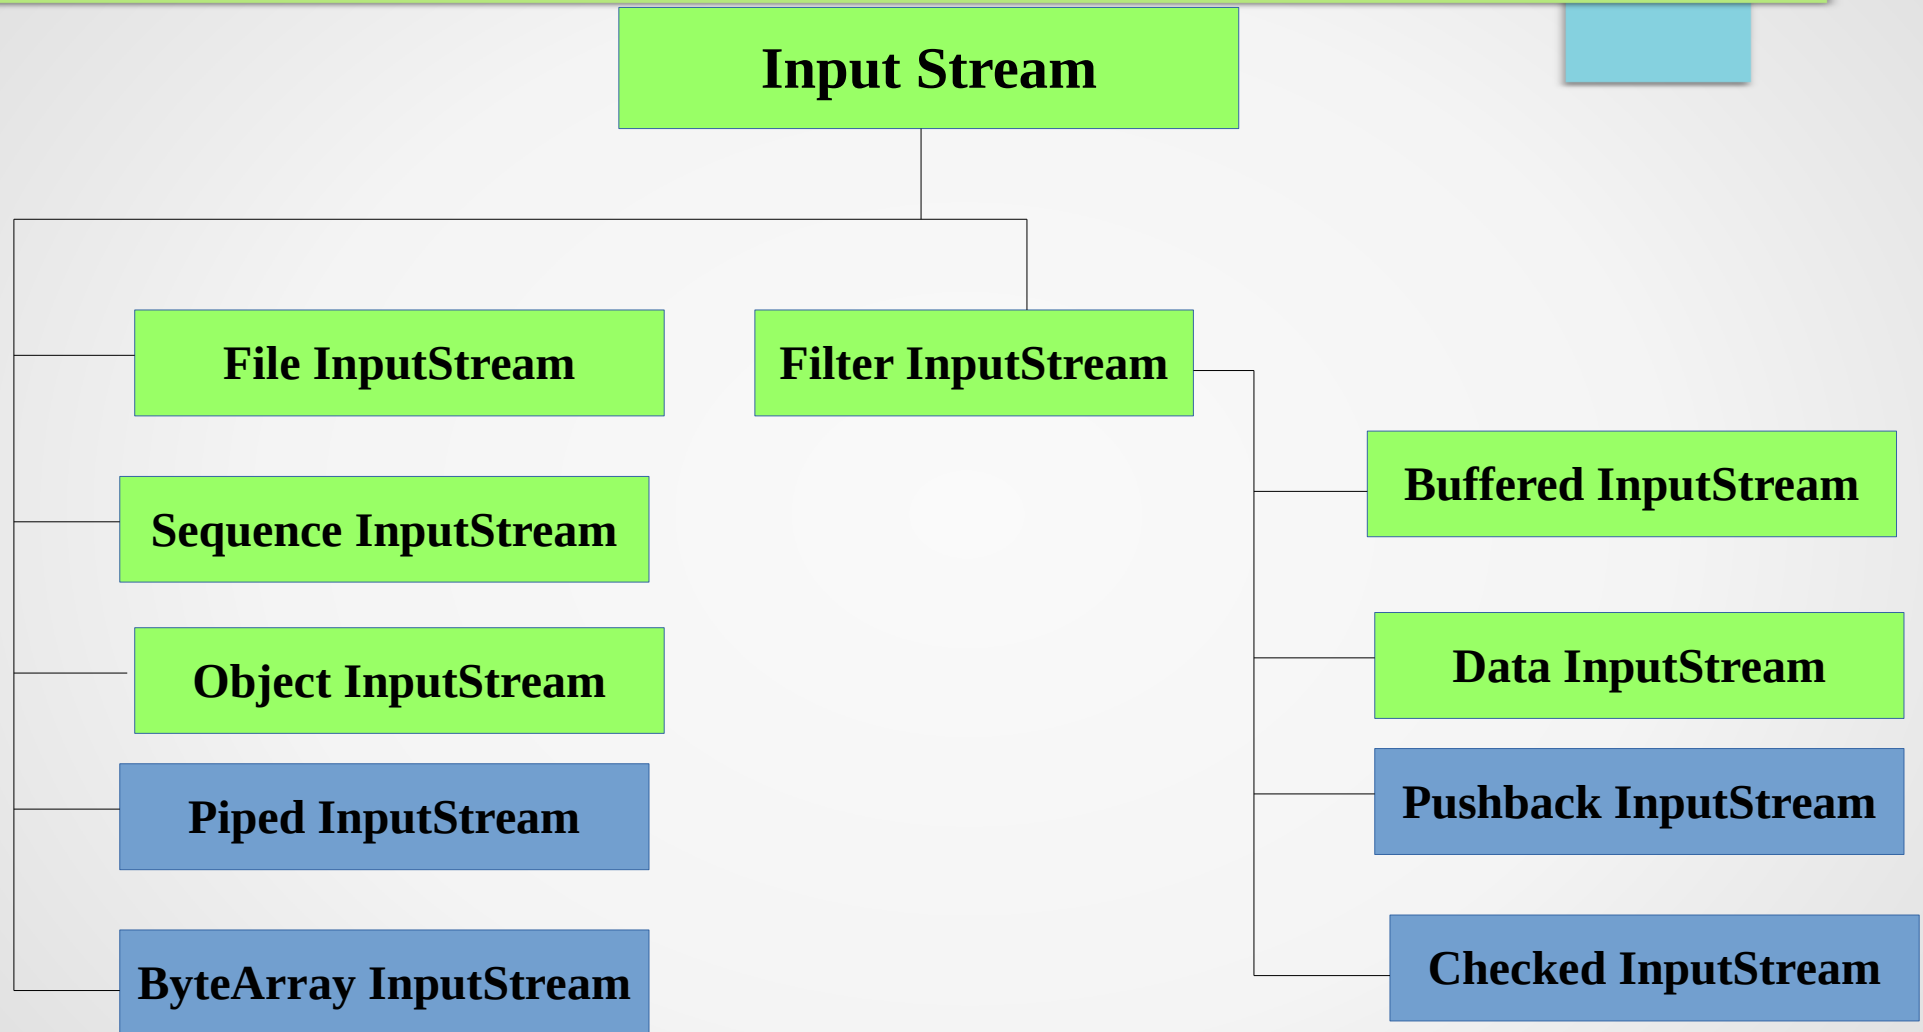 Input Stream
File InputStream
Filter InputStream
Buffered InputStream
Sequence InputStream
Data InputStream
Object InputStream
Pushback InputStream
Piped InputStream
Checked InputStream
ByteArray InputStream